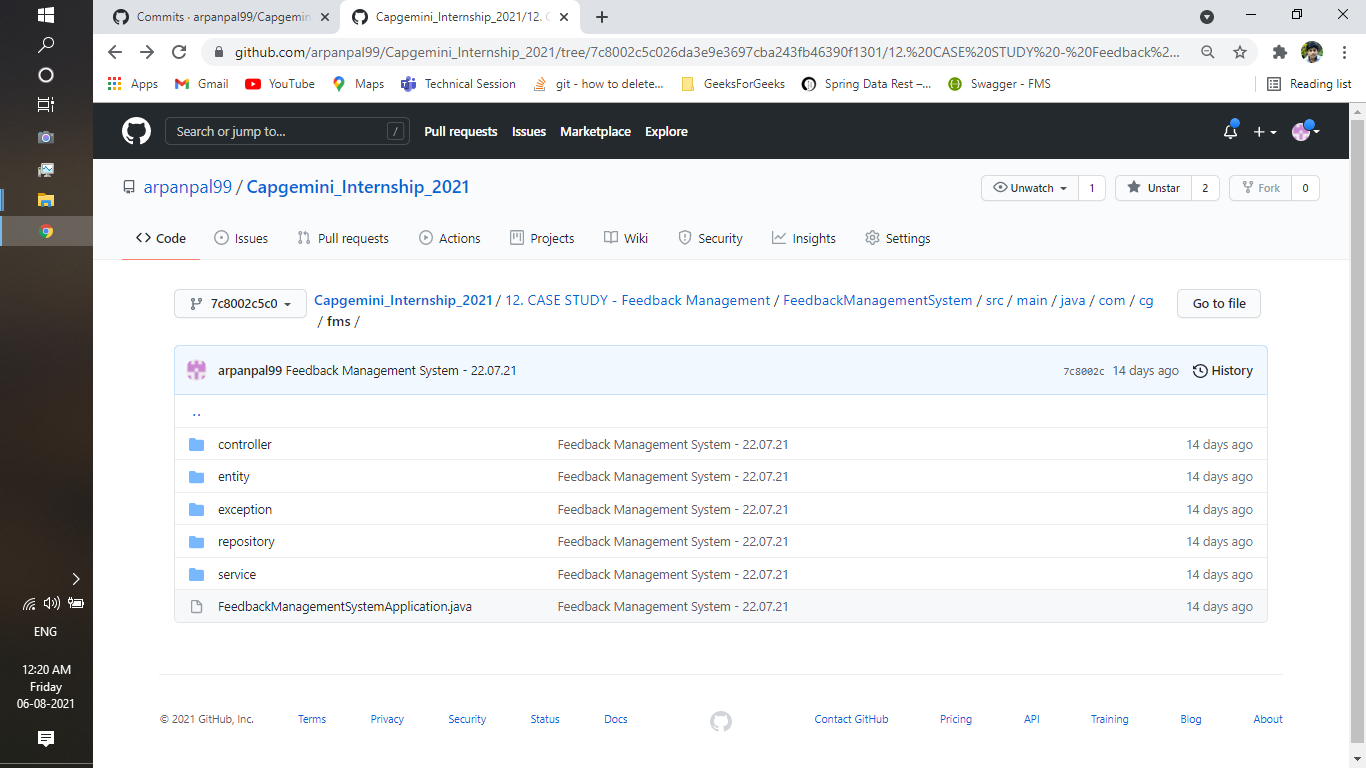 Commits · arpanpal99/Capgemin
Capgemini_Internship_2021/12. C
github.com/arpanpal99/Capgemini_Internship_2021/tree/7c8002c5c026da3e9e3697cba243fb46390f1301/12.%20CASE%20STUDY%20-%20Feedback%2...
Apps Gmail YouTube Maps Technical Session git - how to delete... GeeksForGeeks Spring Data Rest –... Swagger - FMS Reading list
Search or jump to... / Pull requests Issues Marketplace Explore
arpanpal99 / Capgemini_Internship_2021 Unwatch 1 Unstar 2 Fork 0
Code Issues Pull requests Actions Projects Wiki Security Insights Settings
7c8002c5c0 Capgemini_Internship_2021 / 12. CASE STUDY - Feedback Management / FeedbackManagementSystem / src / main / java / com / cg Go to file
/ fms /
arpanpal99 Feedback Management System - 22.07.21 7c8002c 14 days ago History
..
controller Feedback Management System - 22.07.21 14 days ago
entity Feedback Management System - 22.07.21 14 days ago
exception Feedback Management System - 22.07.21 14 days ago
repository Feedback Management System - 22.07.21 14 days ago
service Feedback Management System - 22.07.21 14 days ago
FeedbackManagementSystemApplication.java Feedback Management System - 22.07.21 14 days ago
© 2021 GitHub, Inc. Terms Privacy Security Status Docs Contact GitHub Pricing API Training Blog About
ENG
12:20 AM
Friday
06-08-2021